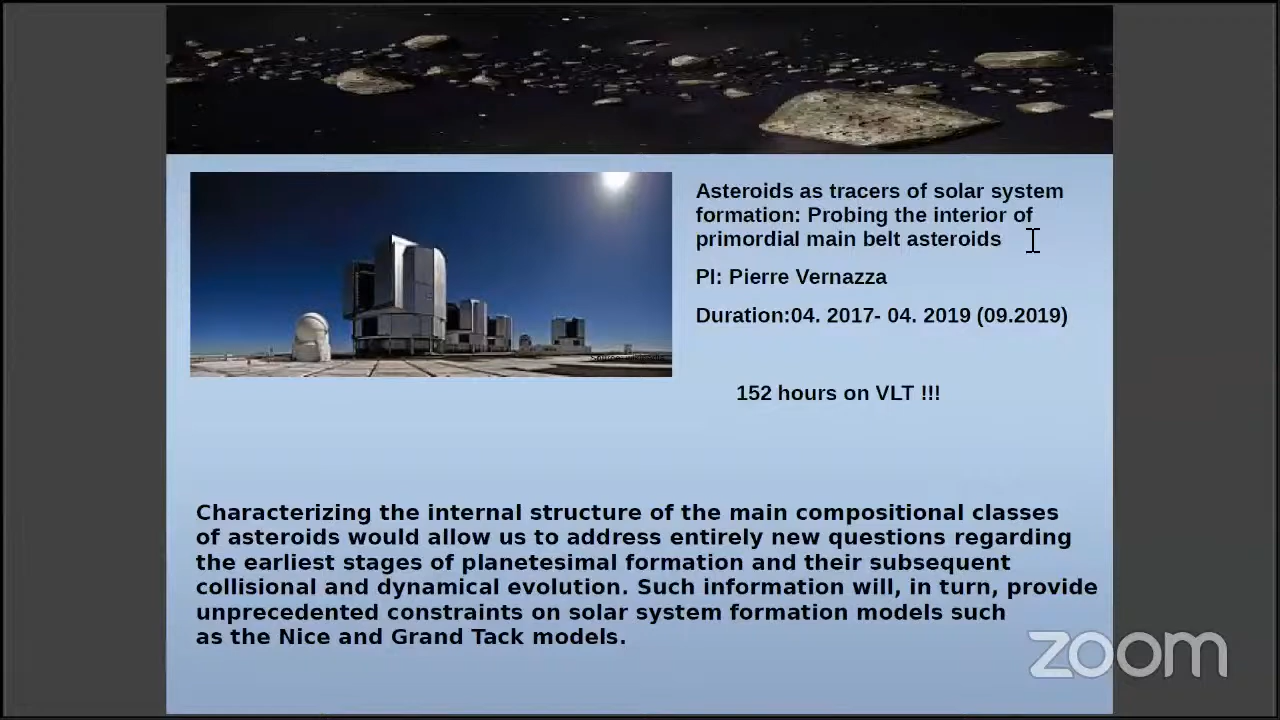 Asteroids as tracers of solar system
formation: Probing the interior of
primordial main belt asteroids
PI: Pierre Vernazza
Duration:04. 2017- 04. 2019 (09.2019)
152 hours on VLT !!!
Characterizing the internal structure of the main compositional classes
of asteroids would allow us to address entirely new questions regarding
the earliest stages of planetesimal formation and their subsequent
collisional and dynamical evolution. Such information will, in turn, provide
unprecedented constraints on solar system formation models such
as the Nice and Grand Tack models.
zoom